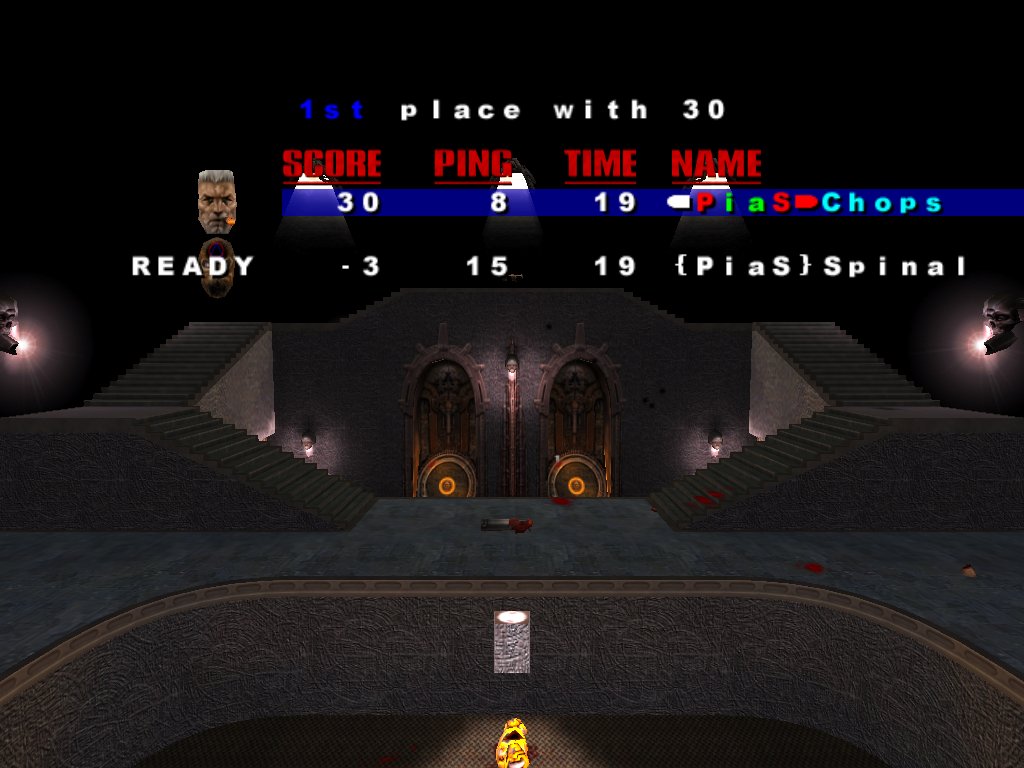 1st place with 30
SCORE PING TIME NAME
30 8 19 PiaS Chops
READY -3 15 19 {PiaS}Spinal